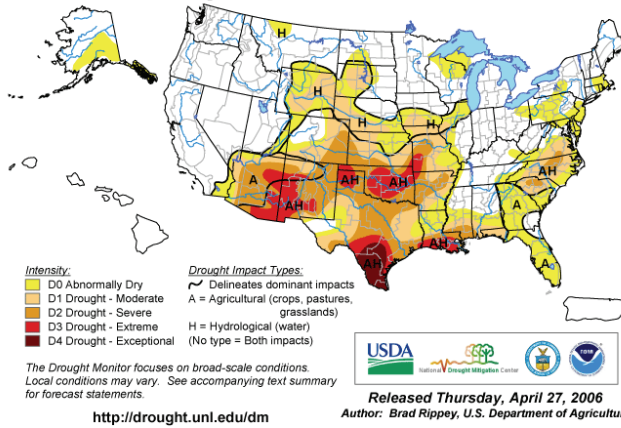 H
H
H
H
A
AH
AH
AH
AH
A
AH
AH
A
Intensity:
D0 Abnormally Dry
D1 Drought - Moderate
D2 Drought - Severe
D3 Drought - Extreme
D4 Drought - Exceptional
Drought Impact Types:
Delineates dominant impacts
A = Agricultural (crops, pastures,
grasslands)
H = Hydrological (water)
(No type = Both impacts)
The Drought Monitor focuses on broad-scale conditions.
Local conditions may vary. See accompanying text summary
for forecast statements.
http://drought.unl.edu/dm
USDA
National Drought Mitigation Center
Released Thursday, April 27, 2006
Author: Brad Rippey, U.S. Department of Agricultu